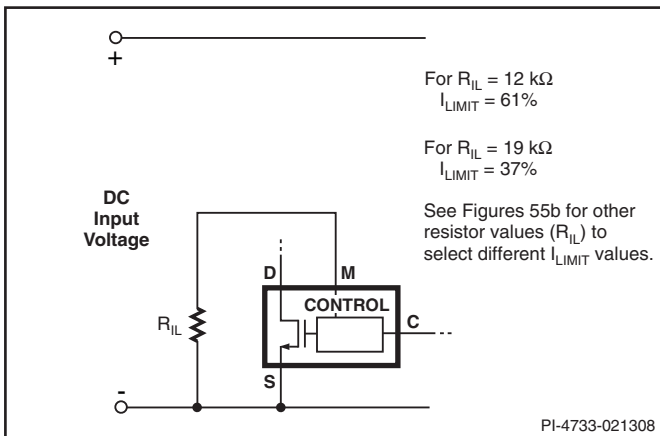 +
For R_IL = 12 kΩ
I_LIMIT = 61%
For R_IL = 19 kΩ
I_LIMIT = 37%
See Figures 55b for other
resistor values (R_IL) to
select different I_LIMIT values.
DC
Input
Voltage
D
M
CONTROL
C
R_IL
S
-
PI-4733-021308